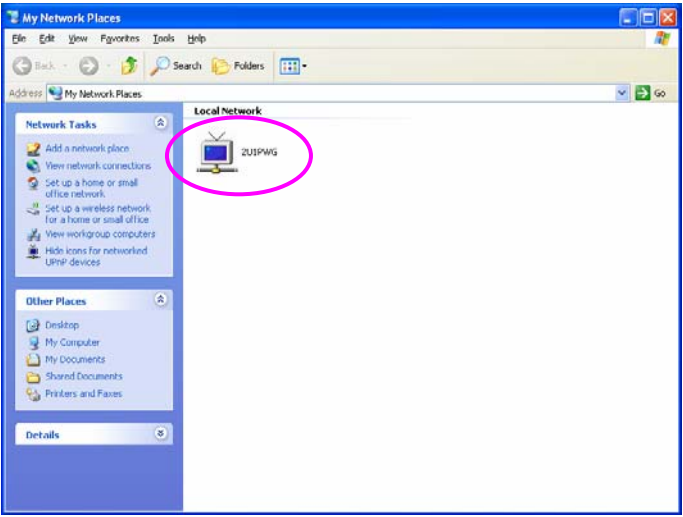 My Network Places
File Edit View Favorites Tools Help
Back Search Folders
Address My Network Places Go
Network Tasks
Add a network place
View network connections
Set up a home or small
office network
Set up a wireless network
for a home or small office
View workgroup computers
Hide icons for networked
UPnP devices
Other Places
Desktop
My Computer
My Documents
Shared Documents
Printers and Faxes
Details
Local Network
2U1PWG